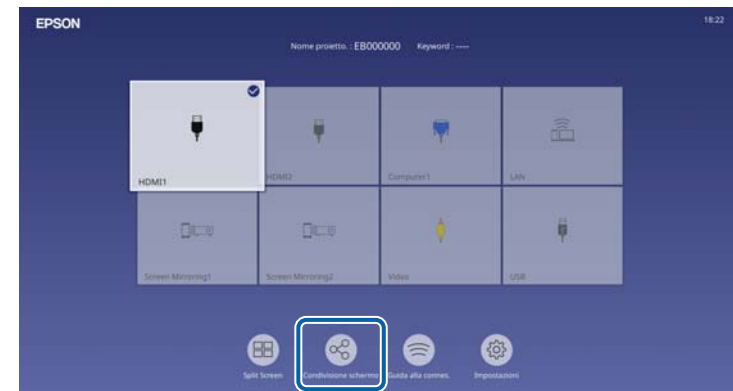 EPSON
18:22
Nome proietto. : EB000000 Keyword : ----
HDMI1
HDMI2
Computer1
LAN
Screen Mirroring1
Screen Mirroring2
Video
USB
Split Screen
Condivisione schermo
Guida alla connes.
Impostazioni